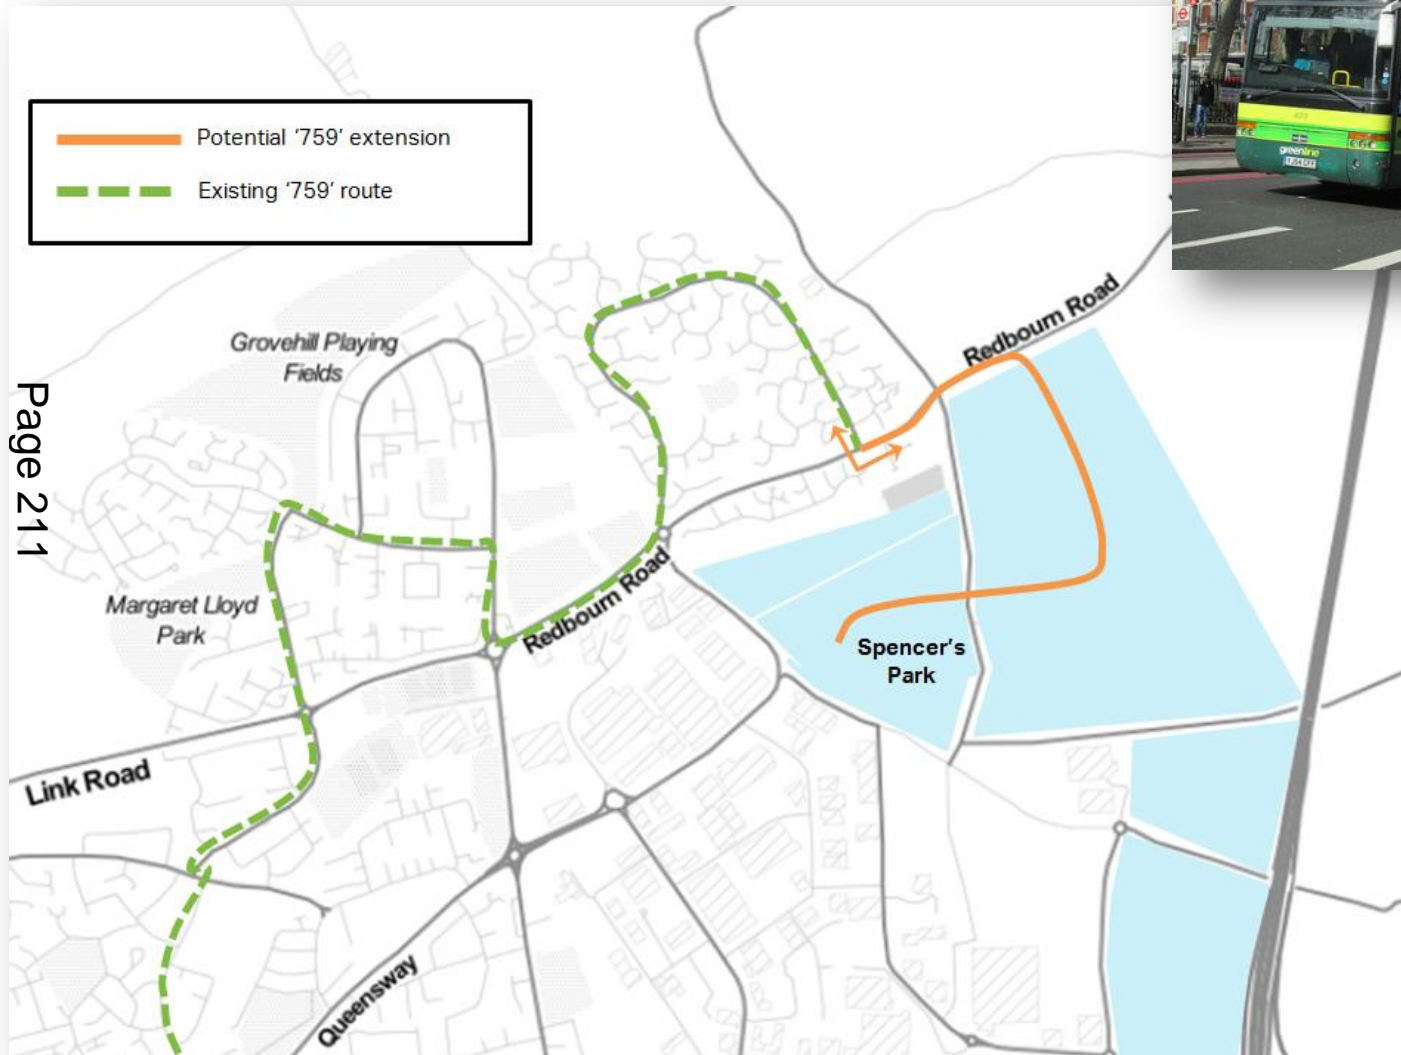 Potential '759' extension
Existing '759' route
greenline
Redbourn Road
Grovehill Playing
Fields
Page 211
Redbourn Road
Margaret Lloyd
Park
Spencer's
Park
Link Road
Queensway